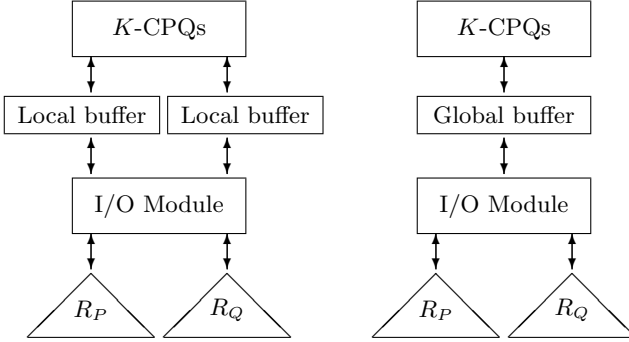 K-CPQs K-CPQs
Local buffer Local buffer Global buffer
I/O Module I/O Module
R_P R_Q R_P R_Q